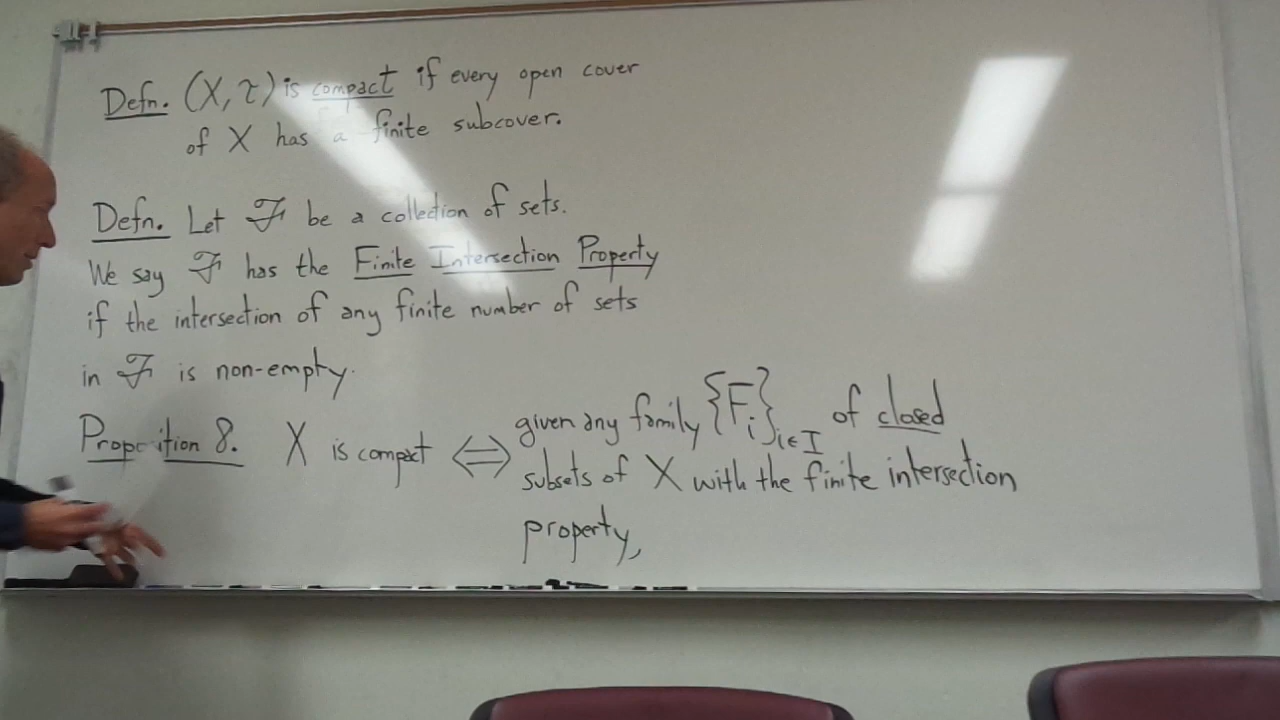 Defn. (X, τ) is compact if every open cover
of X has a finite subcover.
Defn. Let ℱ be a collection of sets.
We say ℱ has the Finite Intersection Property
if the intersection of any finite number of sets
in ℱ is non-empty.
Proposition 8. X is compact ⟺ given any family {F_i}_{i∈I} of closed
subsets of X with the finite intersection
property,